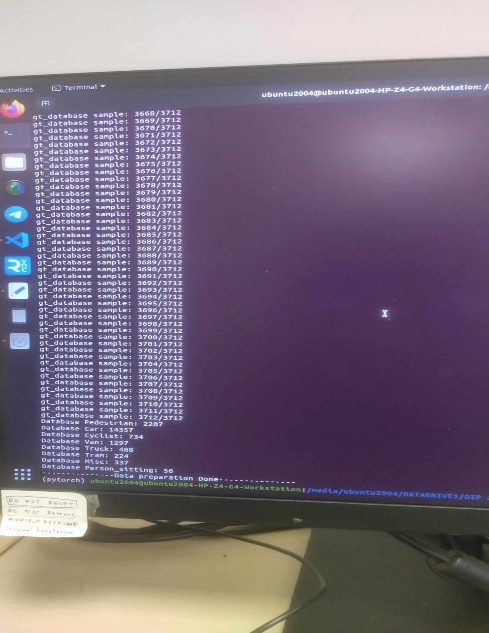 Activities
Terminal
ubuntu2004@ubuntu2004-HP-Z4-G4-Workstation: /
gt_database sample: 3668/3712
gt_database sample: 3669/3712
gt_database sample: 3670/3712
gt_database sample: 3671/3712
gt_database sample: 3672/3712
gt_database sample: 3673/3712
gt_database sample: 3674/3712
gt_database sample: 3675/3712
gt_database sample: 3676/3712
gt_database sample: 3677/3712
gt_database sample: 3678/3712
gt_database sample: 3679/3712
gt_database sample: 3680/3712
gt_database sample: 3681/3712
gt_database sample: 3682/3712
gt_database sample: 3683/3712
gt_database sample: 3684/3712
gt_database sample: 3685/3712
gt_database sample: 3686/3712
gt_database sample: 3687/3712
gt_database sample: 3688/3712
gt_database sample: 3689/3712
gt_database sample: 3690/3712
gt_database sample: 3691/3712
gt_database sample: 3692/3712
gt_database sample: 3693/3712
gt_database sample: 3694/3712
gt_database sample: 3695/3712
gt_database sample: 3696/3712
gt_database sample: 3697/3712
gt_database sample: 3698/3712
gt_database sample: 3699/3712
gt_database sample: 3700/3712
gt_database sample: 3701/3712
gt_database sample: 3702/3712
gt_database sample: 3703/3712
gt_database sample: 3704/3712
gt_database sample: 3705/3712
gt_database sample: 3706/3712
gt_database sample: 3707/3712
gt_database sample: 3708/3712
gt_database sample: 3709/3712
gt_database sample: 3710/3712
gt_database sample: 3711/3712
gt_database sample: 3712/3712
Database Pedestrian: 2207
Database Car: 14357
Database Cyclist: 734
Database Van: 1297
Database Truck: 488
Database Tram: 224
Database Misc: 337
Database Person_sitting: 56
---------------Data preparation Done---------------
(pytorch) ubuntu2004@ubuntu2004-HP-Z4-G4-Workstation:/media/ubuntu2004/DATADRIVE1/DIP
Do Not
Do Not